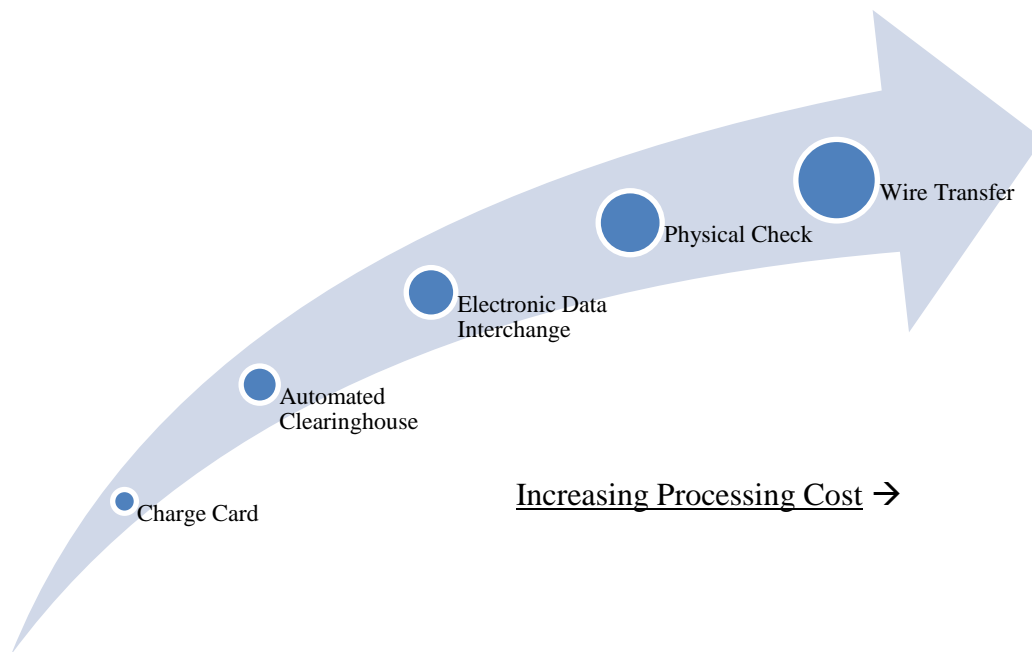 Wire Transfer
Physical Check
Electronic Data
Interchange
Automated
Clearinghouse
Charge Card
Increasing Processing Cost →